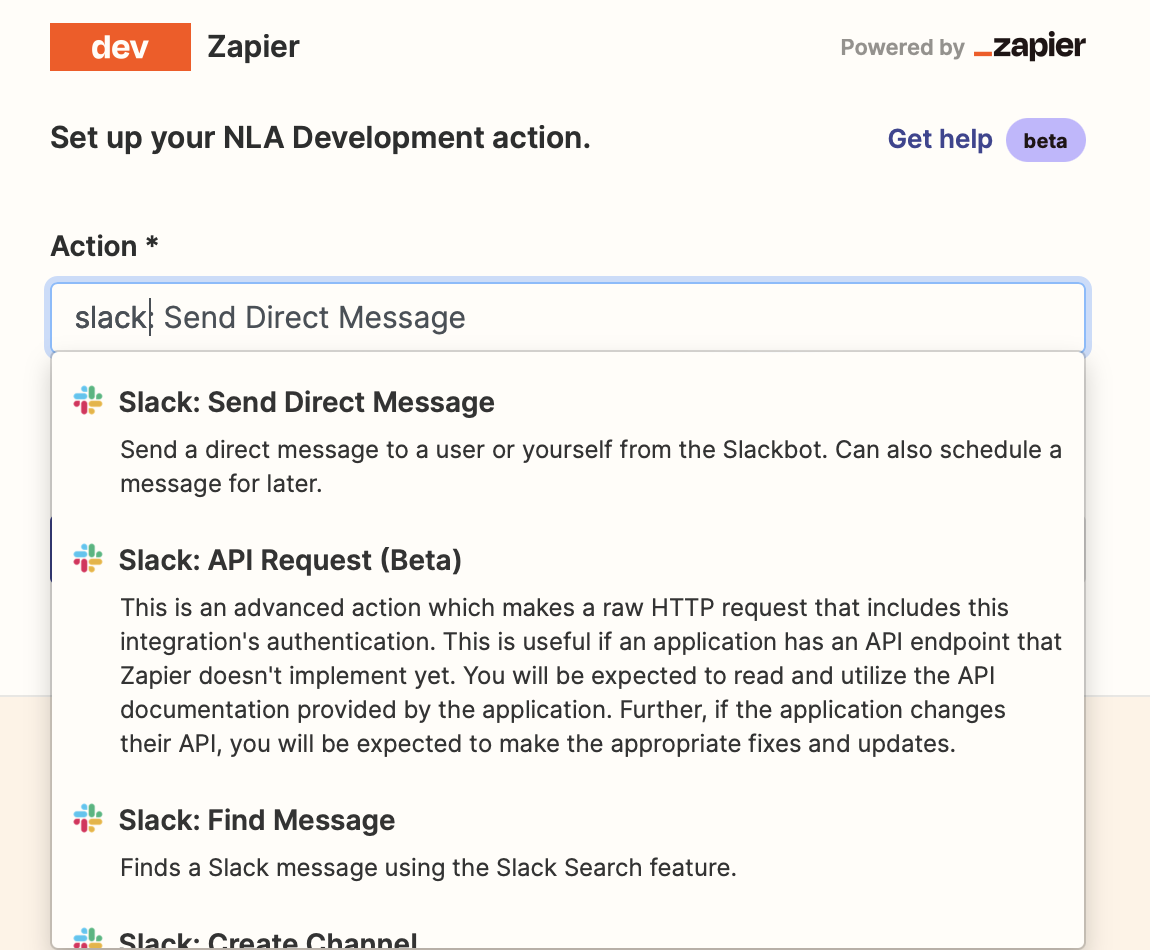 dev Zapier
Powered by zapier
Set up your NLA Development action.
Get help beta
Action *
slack: Send Direct Message
Slack: Send Direct Message
Send a direct message to a user or yourself from the Slackbot. Can also schedule a
message for later.
Slack: API Request (Beta)
This is an advanced action which makes a raw HTTP request that includes this
integration's authentication. This is useful if an application has an API endpoint that
Zapier doesn't implement yet. You will be expected to read and utilize the API
documentation provided by the application. Further, if the application changes
their API, you will be expected to make the appropriate fixes and updates.
Slack: Find Message
Finds a Slack message using the Slack Search feature.
Slack: Create Channel